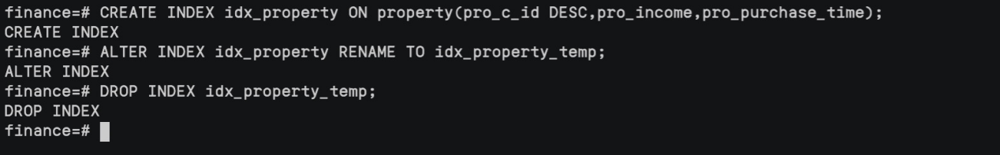 finance=# CREATE INDEX idx_property ON property(pro_c_id DESC,pro_income,pro_purchase_time);
CREATE INDEX
finance=# ALTER INDEX idx_property RENAME TO idx_property_temp;
ALTER INDEX
finance=# DROP INDEX idx_property_temp;
DROP INDEX
finance=#